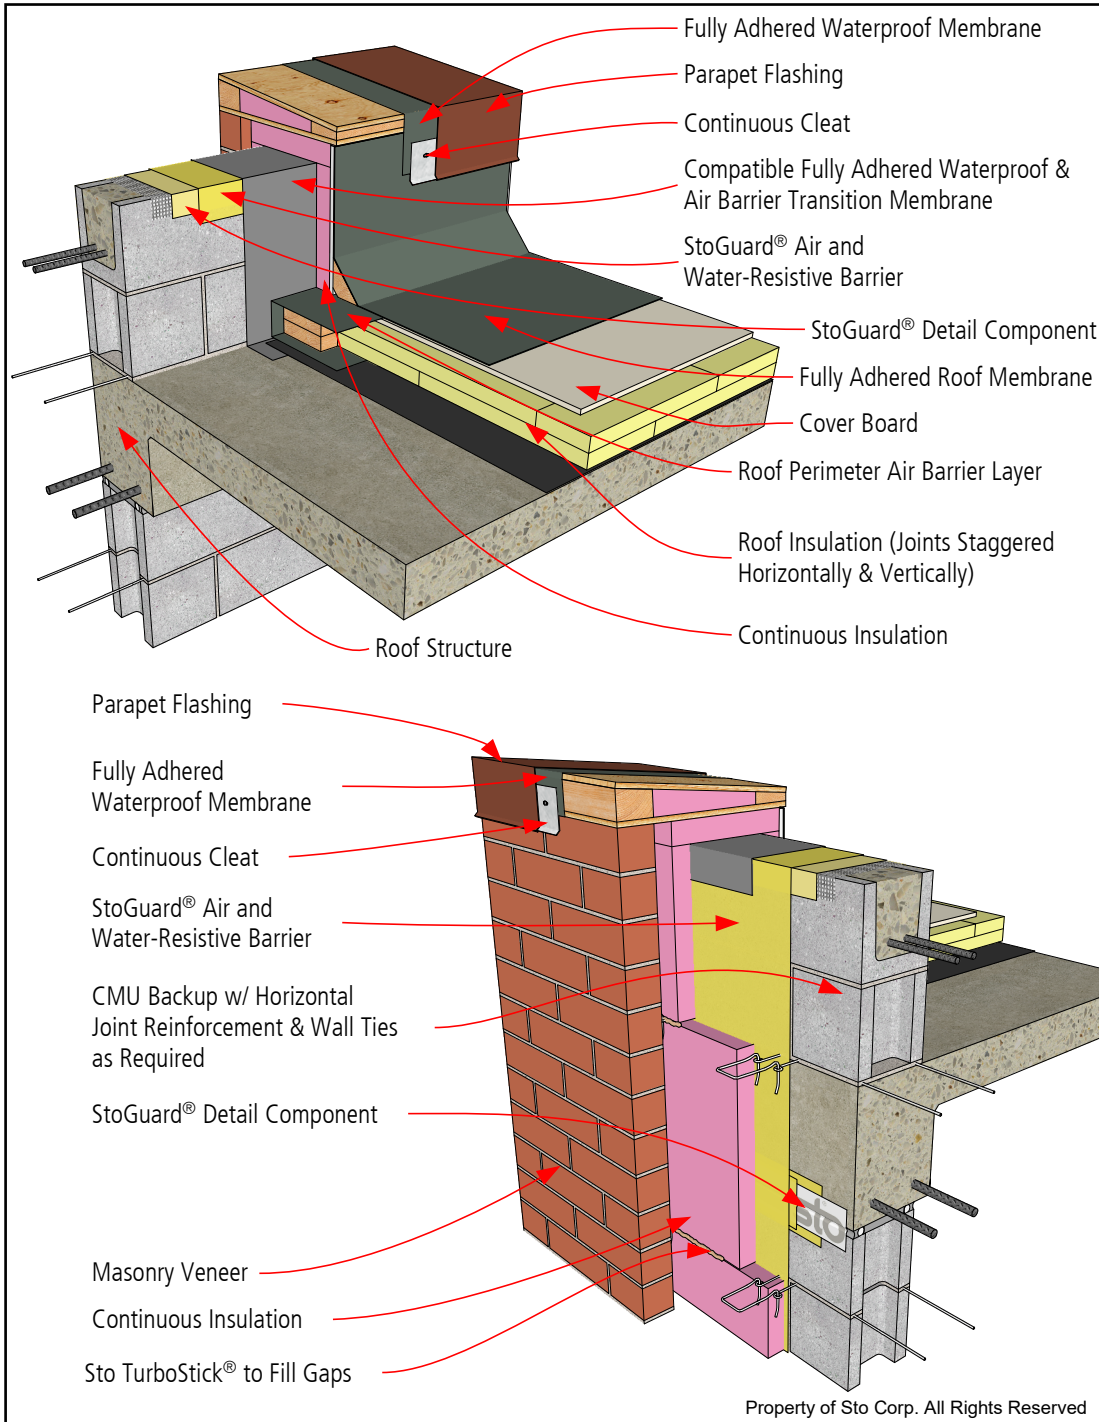 Fully Adhered Waterproof Membrane
Parapet Flashing
Continuous Cleat
Compatible Fully Adhered Waterproof &
Air Barrier Transition Membrane
StoGuard® Air and
Water-Resistive Barrier
StoGuard® Detail Component
Fully Adhered Roof Membrane
Cover Board
Roof Perimeter Air Barrier Layer
Roof Insulation (Joints Staggered
Horizontally & Vertically)
Continuous Insulation
Roof Structure
Parapet Flashing
Fully Adhered
Waterproof Membrane
Continuous Cleat
StoGuard® Air and
Water-Resistive Barrier
CMU Backup w/ Horizontal
Joint Reinforcement & Wall Ties
as Required
StoGuard® Detail Component
sto
Masonry Veneer
Continuous Insulation
Sto TurboStick® to Fill Gaps
Property of Sto Corp. All Rights Reserved